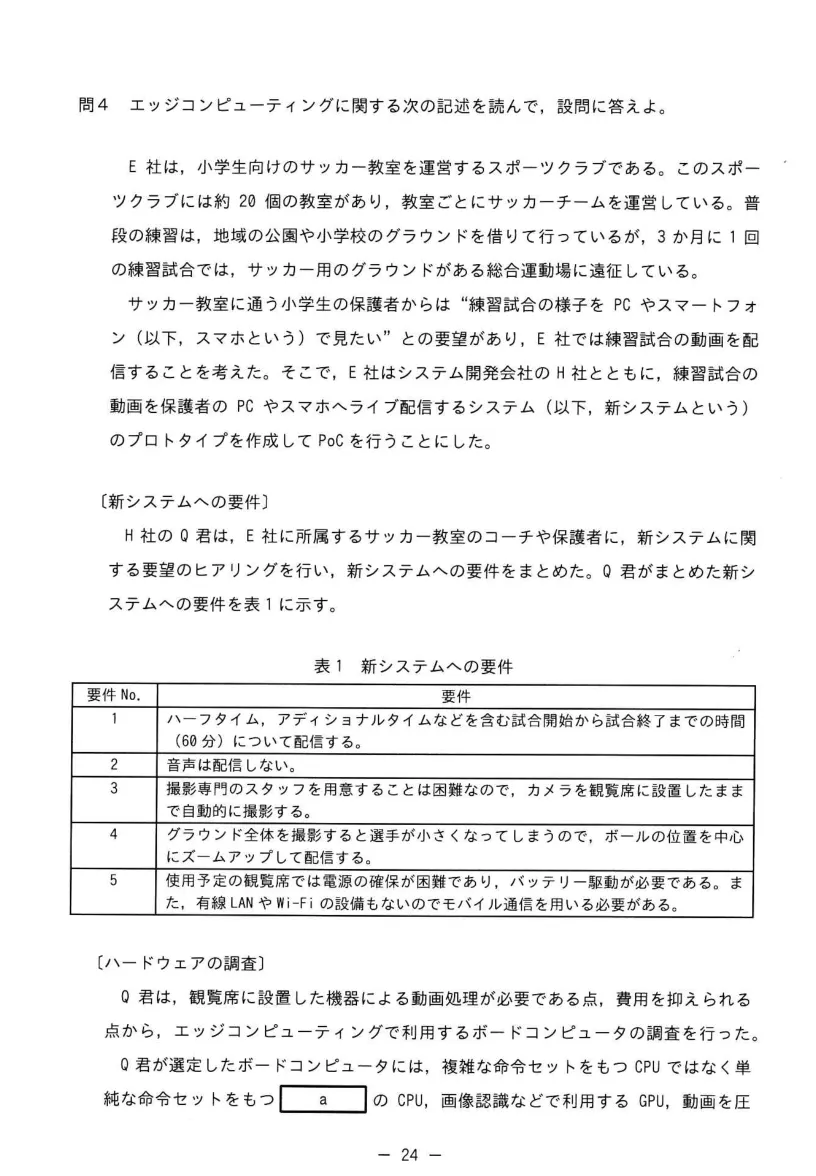 問4 エッジコンピューティングに関する次の記述を読んで，設問に答えよ。
E 社は，小学生向けのサッカー教室を運営するスポーツクラブである。このスポー
ツクラブには約 20 個の教室があり，教室ごとにサッカーチームを運営している。普
段の練習は，地域の公園や小学校のグラウンドを借りて行っているが，3 か月に 1 回
の練習試合では，サッカー用のグラウンドがある総合運動場に遠征している。
サッカー教室に通う小学生の保護者からは“練習試合の様子を PC やスマートフォ
ン（以下，スマホという）で見たい”との要望があり，E 社では練習試合の動画を配
信することを考えた。そこで，E 社はシステム開発会社の H 社とともに，練習試合の
動画を保護者の PC やスマホへライブ配信するシステム（以下，新システムという）
のプロトタイプを作成して PoC を行うことにした。
〔新システムへの要件〕
H 社の Q 君は，E 社に所属するサッカー教室のコーチや保護者に，新システムに関
する要望のヒアリングを行い，新システムへの要件をまとめた。Q 君がまとめた新シ
ステムへの要件を表 1 に示す。
表 1 新システムへの要件
要件 No. 要件
1 ハーフタイム，アディショナルタイムなどを含む試合開始から試合終了までの時間
（60 分）について配信する。
2 音声は配信しない。
3 撮影専門のスタッフを用意することは困難なので，カメラを観覧席に設置したまま
で自動的に撮影する。
4 グラウンド全体を撮影すると選手が小さくなってしまうので，ボールの位置を中心
にズームアップして配信する。
5 使用予定の観覧席では電源の確保が困難であり，バッテリー駆動が必要である。ま
た，有線 LAN や Wi-Fi の設備もないのでモバイル通信を用いる必要がある。
〔ハードウェアの調査〕
Q 君は，観覧席に設置した機器による動画処理が必要である点，費用を抑えられる
点から，エッジコンピューティングで利用するボードコンピュータの調査を行った。
Q 君が選定したボードコンピュータには，複雑な命令セットをもつ CPU ではなく単
純な命令セットをもつ a の CPU，画像認識などで利用する GPU，動画を圧
− 24 −